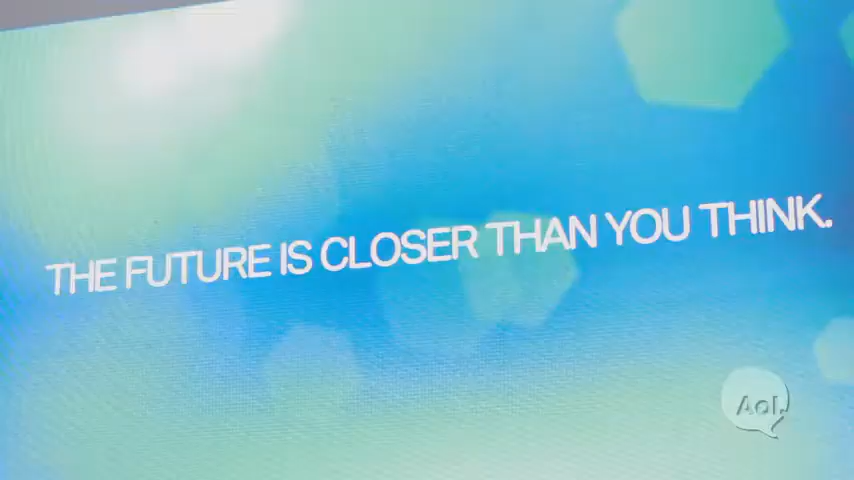 THE FUTURE IS CLOSER THAN YOU THINK.
Aol.